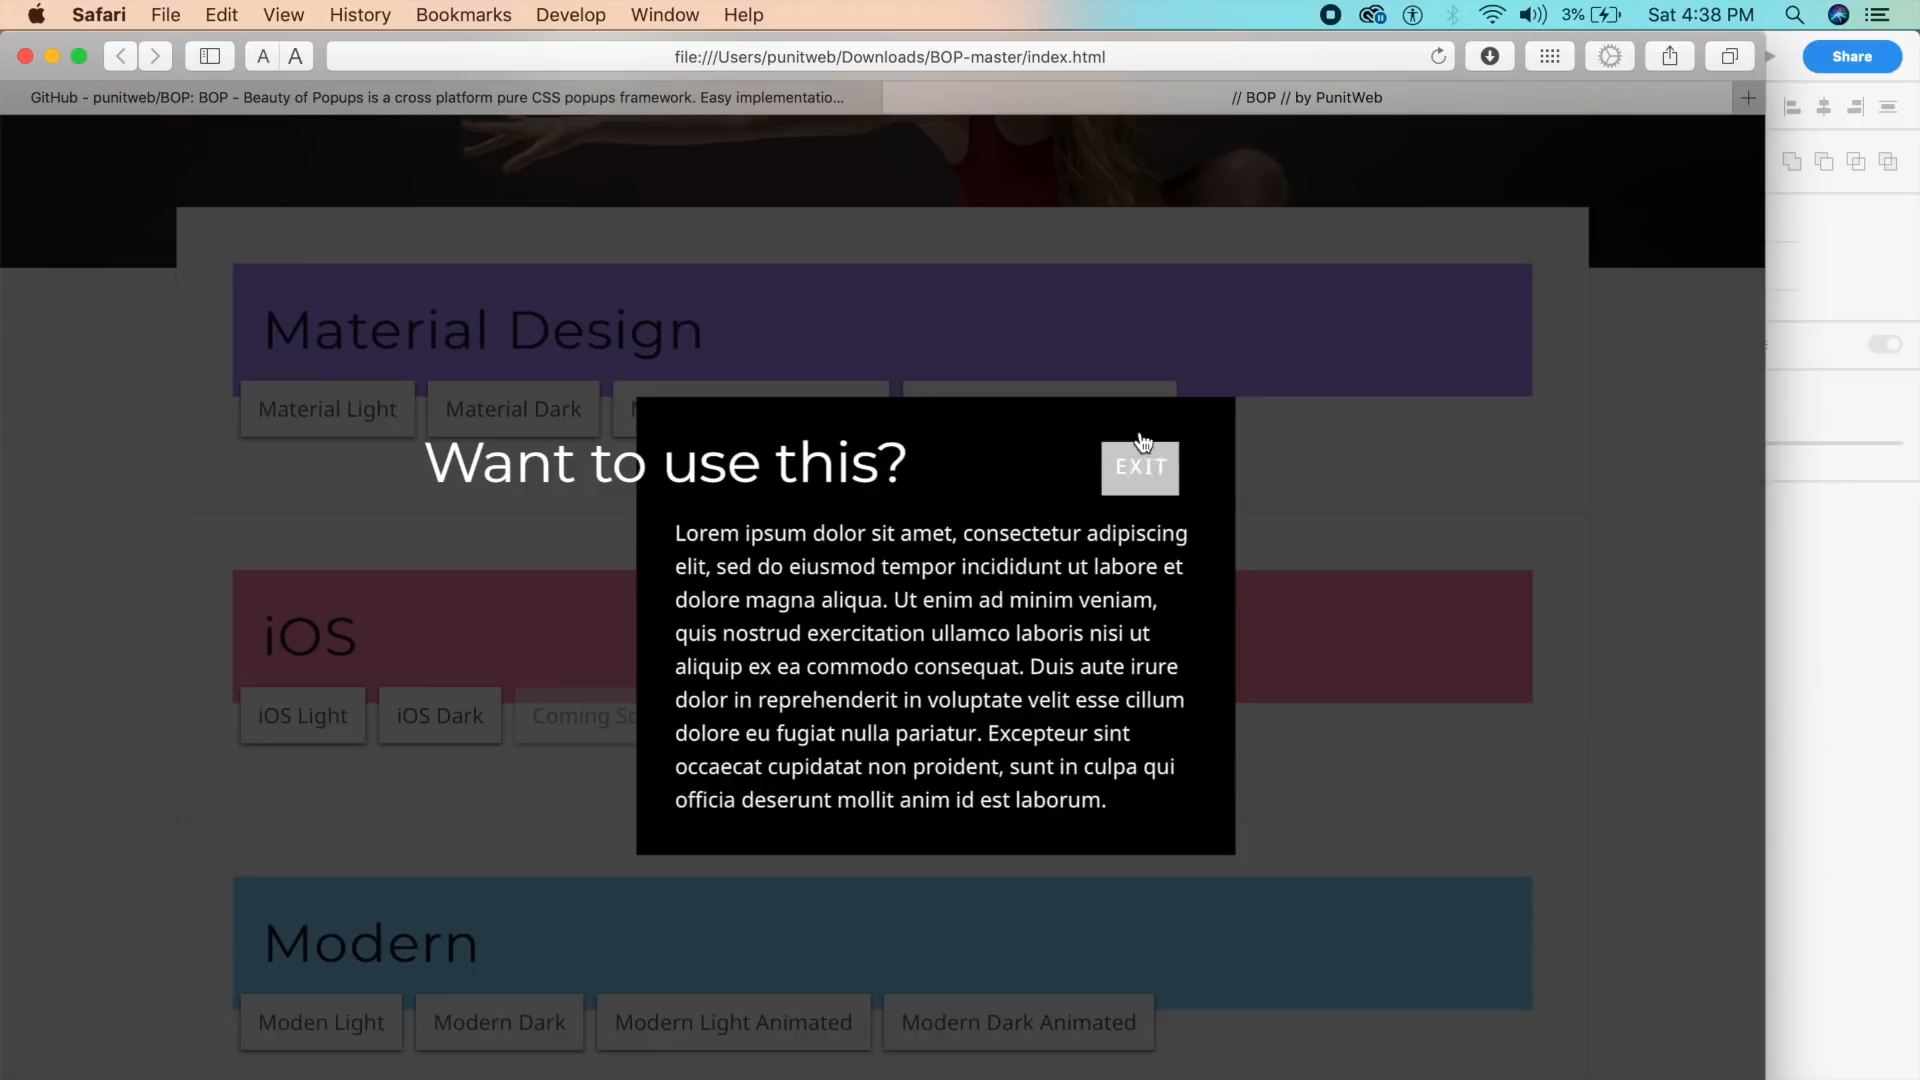 Safari File Edit View History Bookmarks Develop Window Help 3% Sat 4:38 PM
A A file:///Users/punitweb/Downloads/BOP-master/index.html Share
GitHub - punitweb/BOP: BOP - Beauty of Popups is a cross platform pure CSS popups framework. Easy implementatio... // BOP // by PunitWeb
Material Design
Material Light Material Dark
Want to use this? EXIT
Lorem ipsum dolor sit amet, consectetur adipiscing
elit, sed do eiusmod tempor incididunt ut labore et
dolore magna aliqua. Ut enim ad minim veniam,
quis nostrud exercitation ullamco laboris nisi ut
aliquip ex ea commodo consequat. Duis aute irure
dolor in reprehenderit in voluptate velit esse cillum
dolore eu fugiat nulla pariatur. Excepteur sint
occaecat cupidatat non proident, sunt in culpa qui
officia deserunt mollit anim id est laborum.
iOS
iOS Light iOS Dark Coming
Modern
Moden Light Modern Dark Modern Light Animated Modern Dark Animated